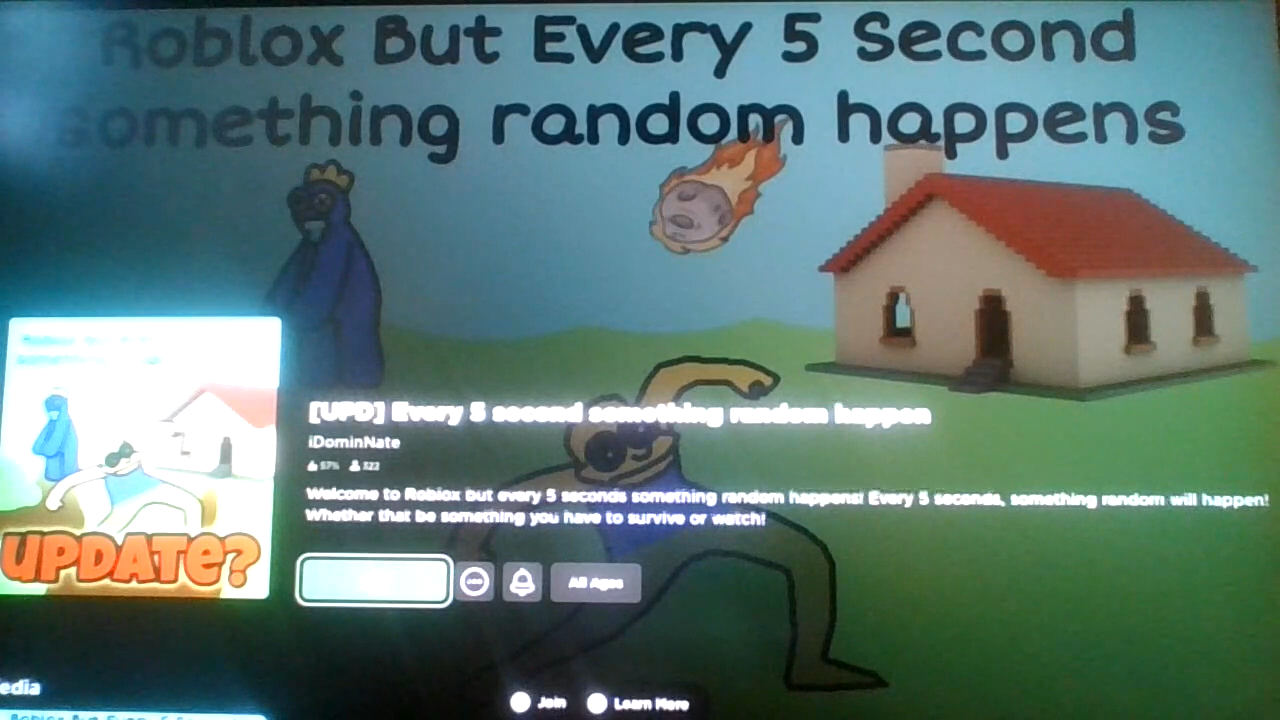 Roblox But Every 5 Second
something random happens
[UPD] Every 5 second something random happen
iDominNate
57% 322
Welcome to Roblox but every 5 seconds something random happens! Every 5 seconds, something random will happen!
Whether that be something you have to survive or watch!
UPDATE?
All Ages
Join Learn More